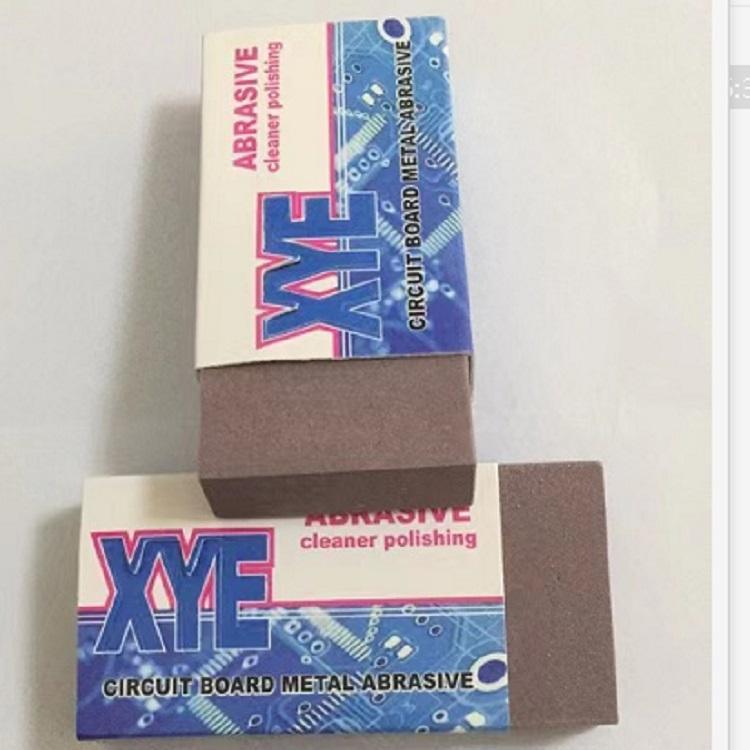 ABRASIVE
cleaner polishing
XYE
CIRCUIT BOARD METAL ABRASIVE
ABRASIVE
cleaner polishing
XYE
CIRCUIT BOARD METAL ABRASIVE